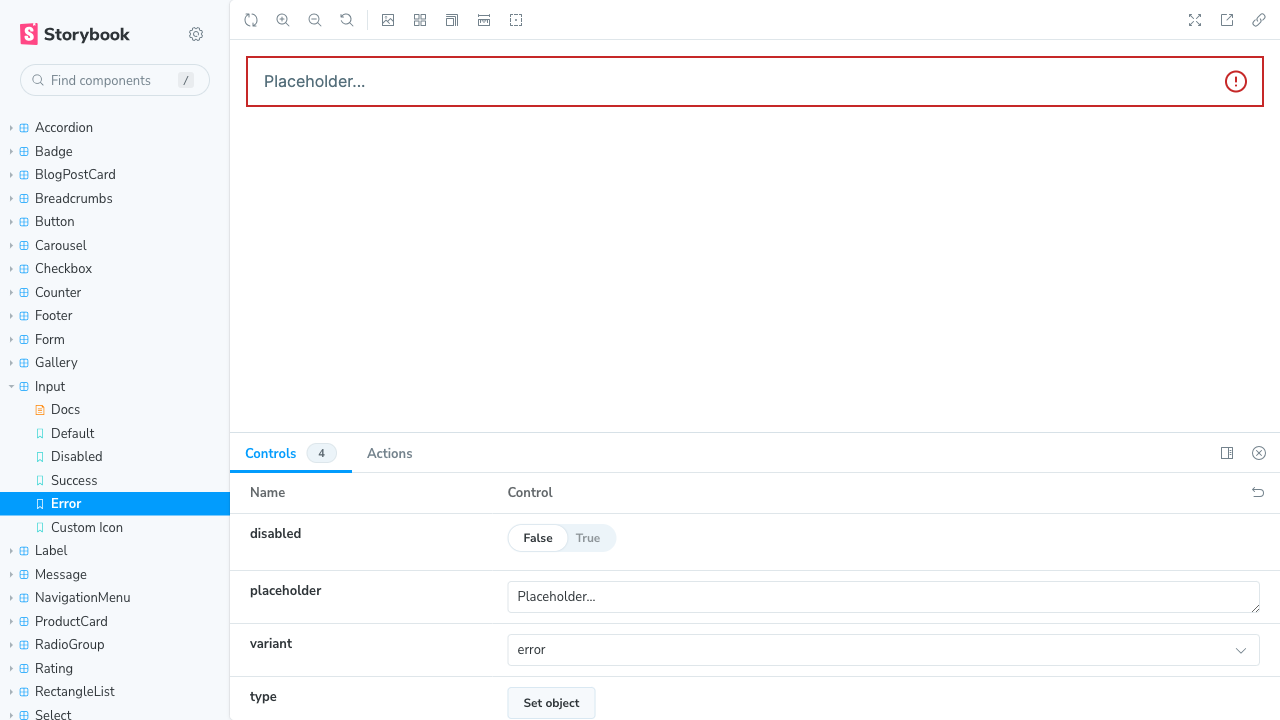 Storybook
Find components
/
Accordion
Badge
BlogPostCard
Breadcrumbs
Button
Carousel
Checkbox
Counter
Footer
Form
Gallery
Input
Docs
Default
Disabled
Success
Error
Custom Icon
Label
Message
NavigationMenu
ProductCard
RadioGroup
Rating
RectangleList
Select
Placeholder...
Controls 4 Actions
Name Control
disabled False True
placeholder Placeholder...
variant error
type Set object